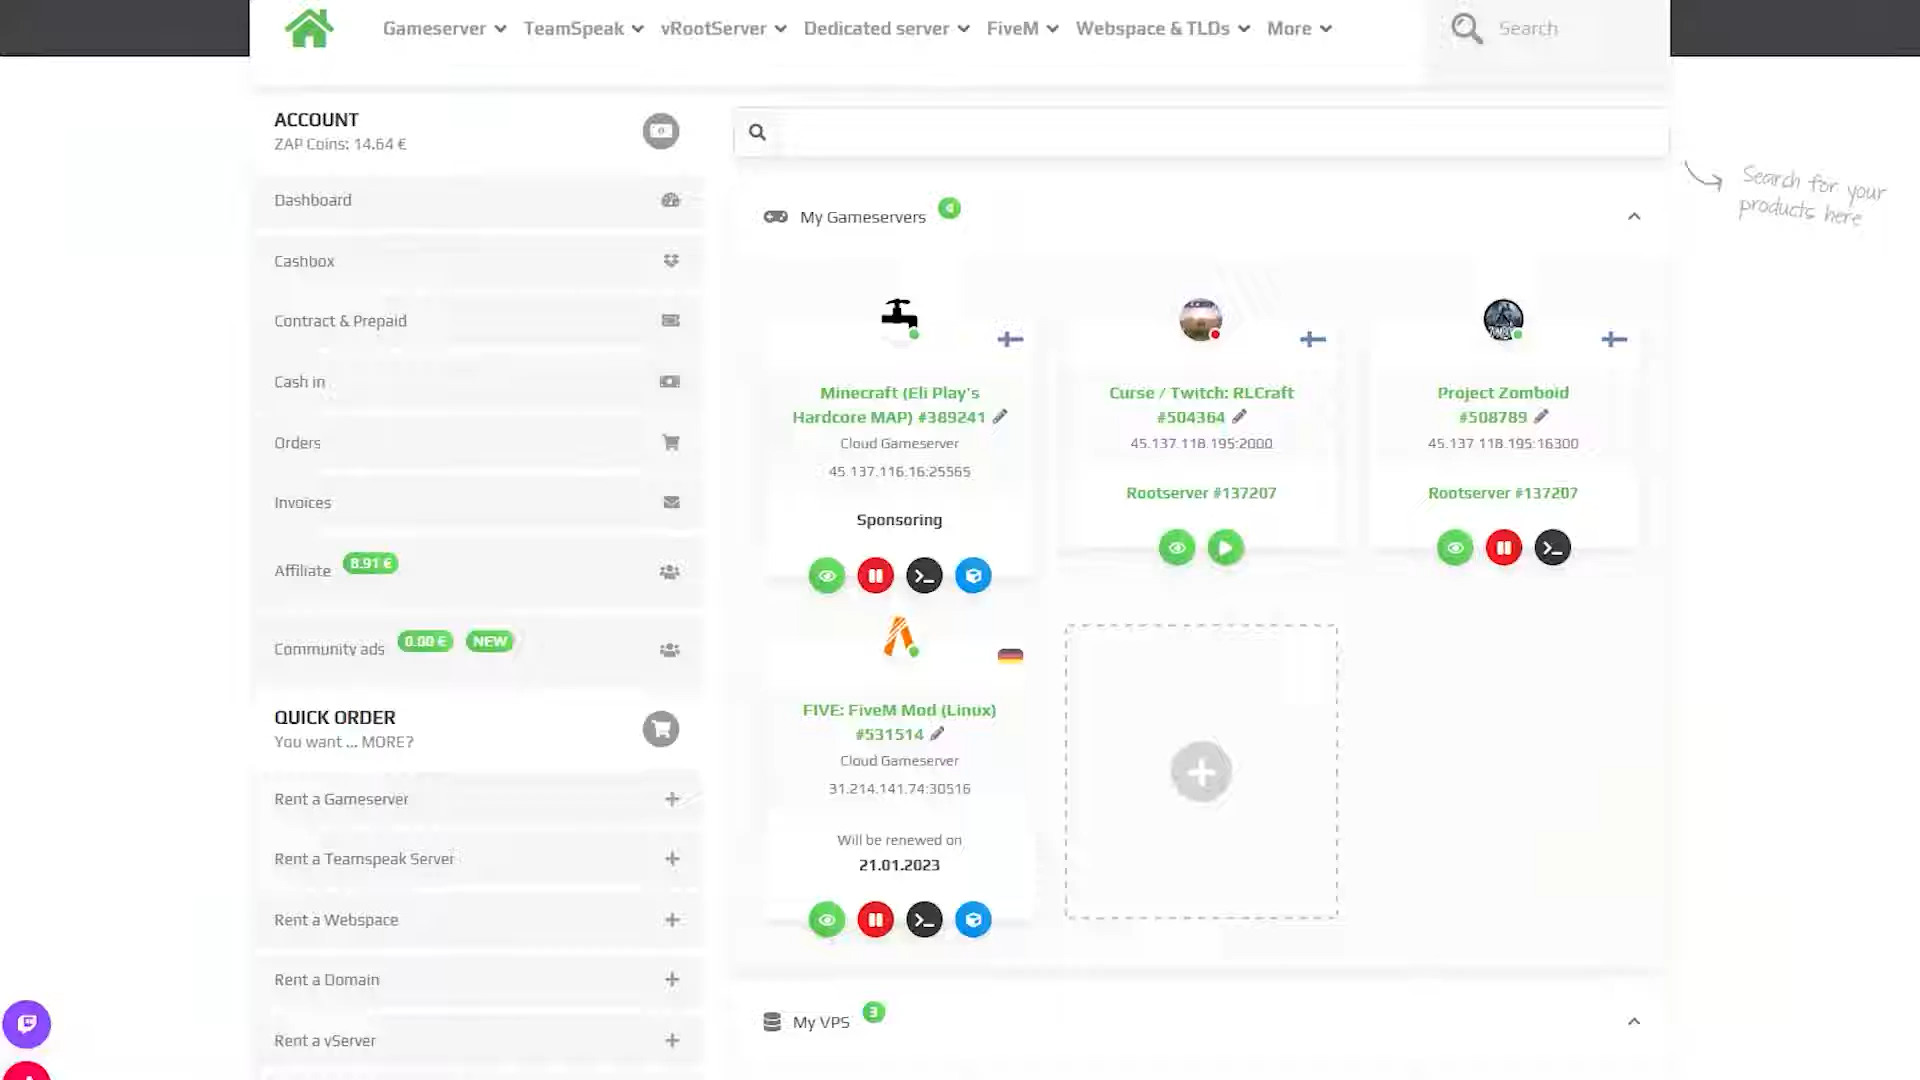 Gameserver
TeamSpeak
vRootServer
Dedicated server
FiveM
Webspace & TLDs
More
Search
ACCOUNT
ZAP Coins: 14.64 €
Dashboard
Cashbox
Contract & Prepaid
Cash in
Orders
Invoices
Affiliate 8.91 €
Community ads 0.00 € NEW
QUICK ORDER
You want ... MORE?
Rent a Gameserver
Rent a Teamspeak Server
Rent a Webspace
Rent a Domain
Rent a vServer
Search for your
products here
My Gameservers 4
Minecraft (Eli Play's
Hardcore MAP) #389241
Cloud Gameserver
45.137.116.16:25565
Sponsoring
Curse / Twitch: RLCraft
#504364
45.137.118.195:2000
Rootserver #137207
Project Zomboid
#508789
45.137.118.195:16300
Rootserver #137207
FIVE: FiveM Mod (Linux)
#531514
Cloud Gameserver
31.214.141.74:30516
Will be renewed on
21.01.2023
My VPS 3